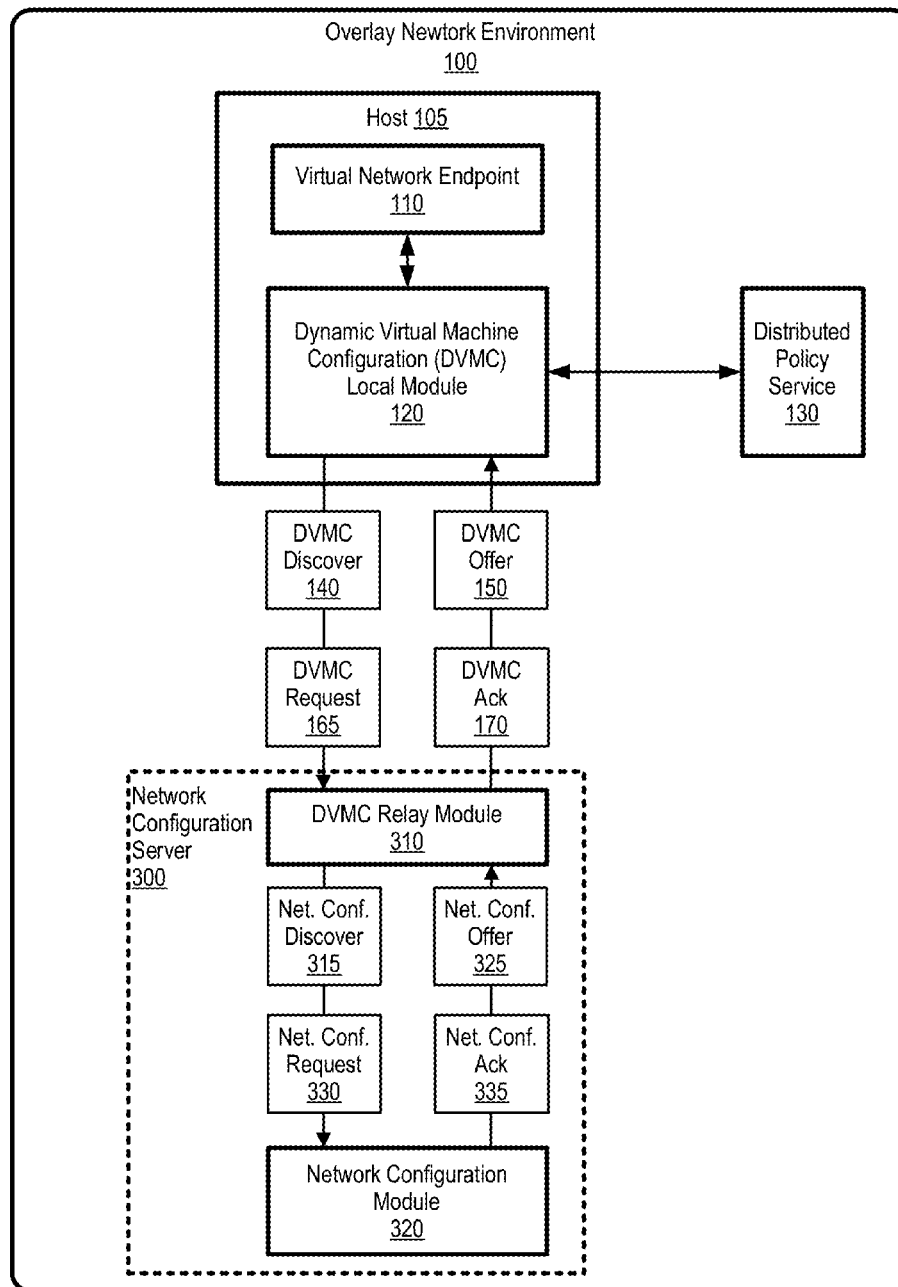 Overlay Newtork Environment
100
Host 105
Virtual Network Endpoint
110
Dynamic Virtual Machine
Configuration (DVMC)
Local Module
120
Distributed
Policy
Service
130
DVMC
Discover
140
DVMC
Offer
150
DVMC
Request
165
DVMC
Ack
170
Network
Configuration
Server
300
DVMC Relay Module
310
Net. Conf.
Discover
315
Net. Conf.
Offer
325
Net. Conf.
Request
330
Net. Conf.
Ack
335
Network Configuration
Module
320